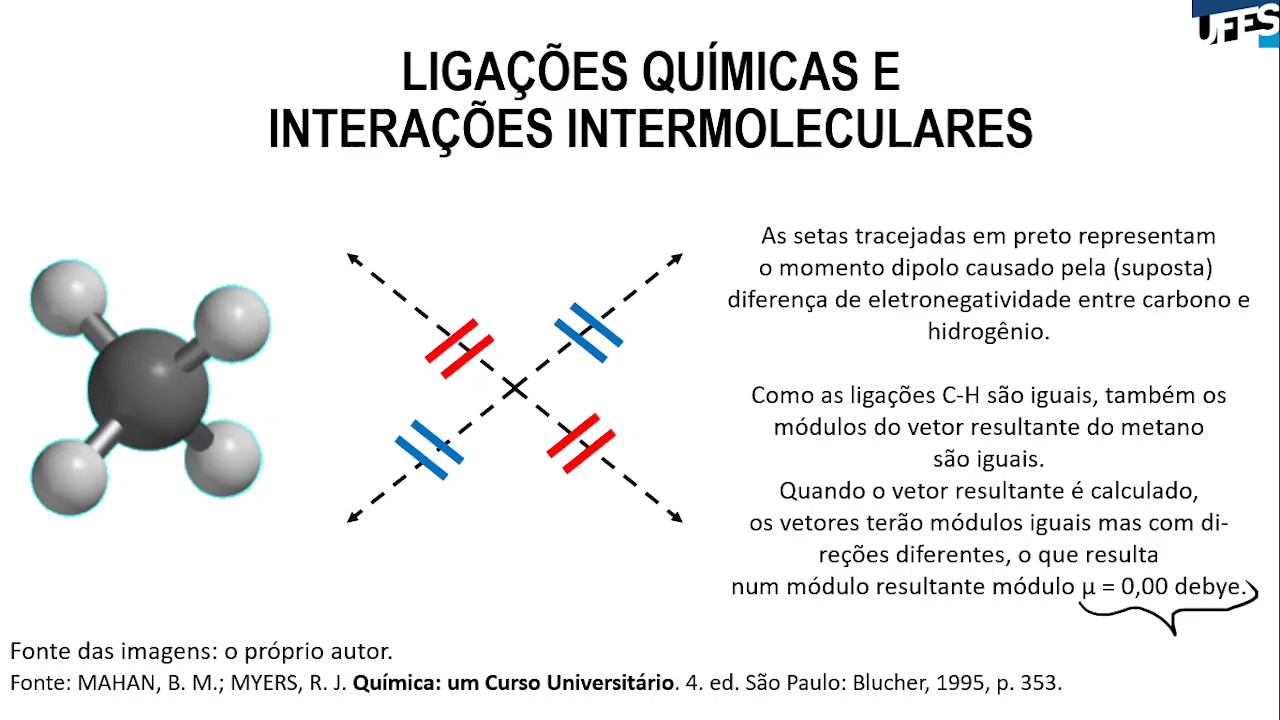 UFES
LIGAÇÕES QUÍMICAS E
INTERAÇÕES INTERMOLECULARES
As setas tracejadas em preto representam
o momento dipolo causado pela (suposta)
diferença de eletronegatividade entre carbono e
hidrogênio.
Como as ligações C-H são iguais, também os
módulos do vetor resultante do metano
são iguais.
Quando o vetor resultante é calculado,
os vetores terão módulos iguais mas com di-
reções diferentes, o que resulta
num módulo resultante módulo µ = 0,00 debye.
Fonte das imagens: o próprio autor.
Fonte: MAHAN, B. M.; MYERS, R. J. Química: um Curso Universitário. 4. ed. São Paulo: Blucher, 1995, p. 353.